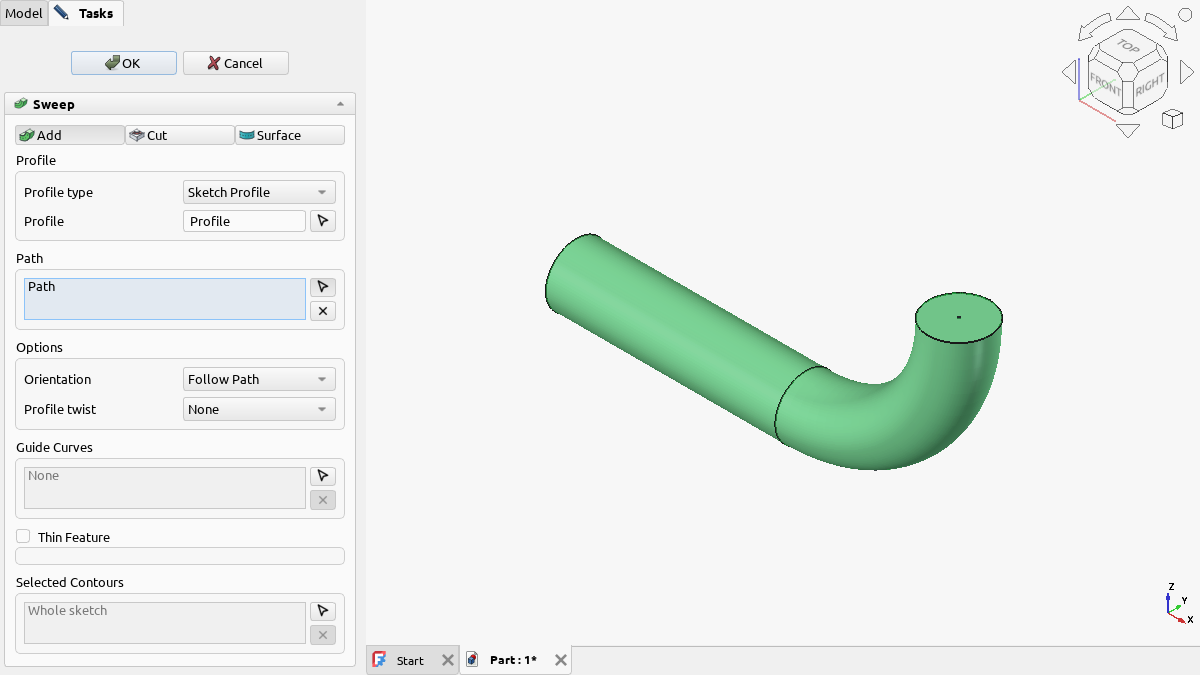 Model Tasks
OK Cancel
Sweep
Add Cut Surface
Profile
Profile type Sketch Profile
Profile Profile
Path
Path
Options
Orientation Follow Path
Profile twist None
Guide Curves
None
Thin Feature
Selected Contours
Whole sketch
TOP
FRONT RIGHT
Z
Y
X
Start Part : 1*